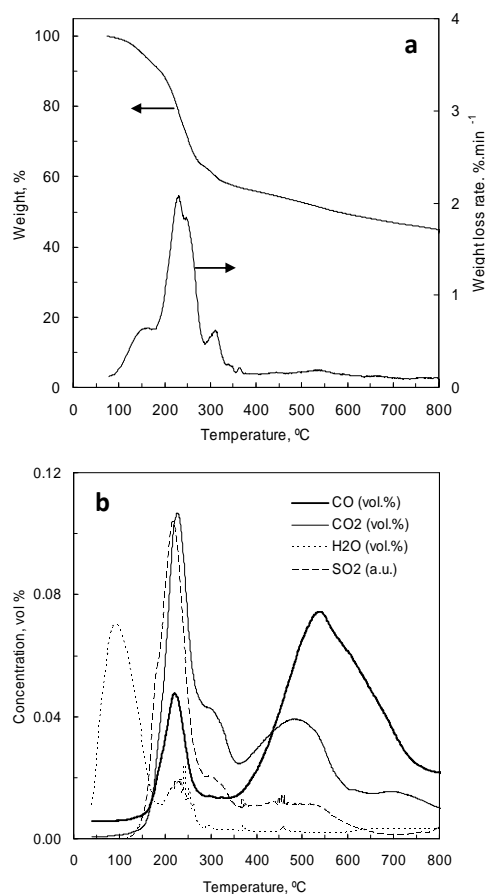 a
100
80
60
40
20
0
Weight, %
4
3
2
1
0
Weight loss rate, %.min -1
0 100 200 300 400 500 600 700 800
Temperature, ºC
b
0.12
0.08
0.04
0.00
Concentration, vol %
CO (vol.%)
CO2 (vol.%)
H2O (vol.%)
SO2 (a.u.)
0 100 200 300 400 500 600 700 800
Temperature, ºC